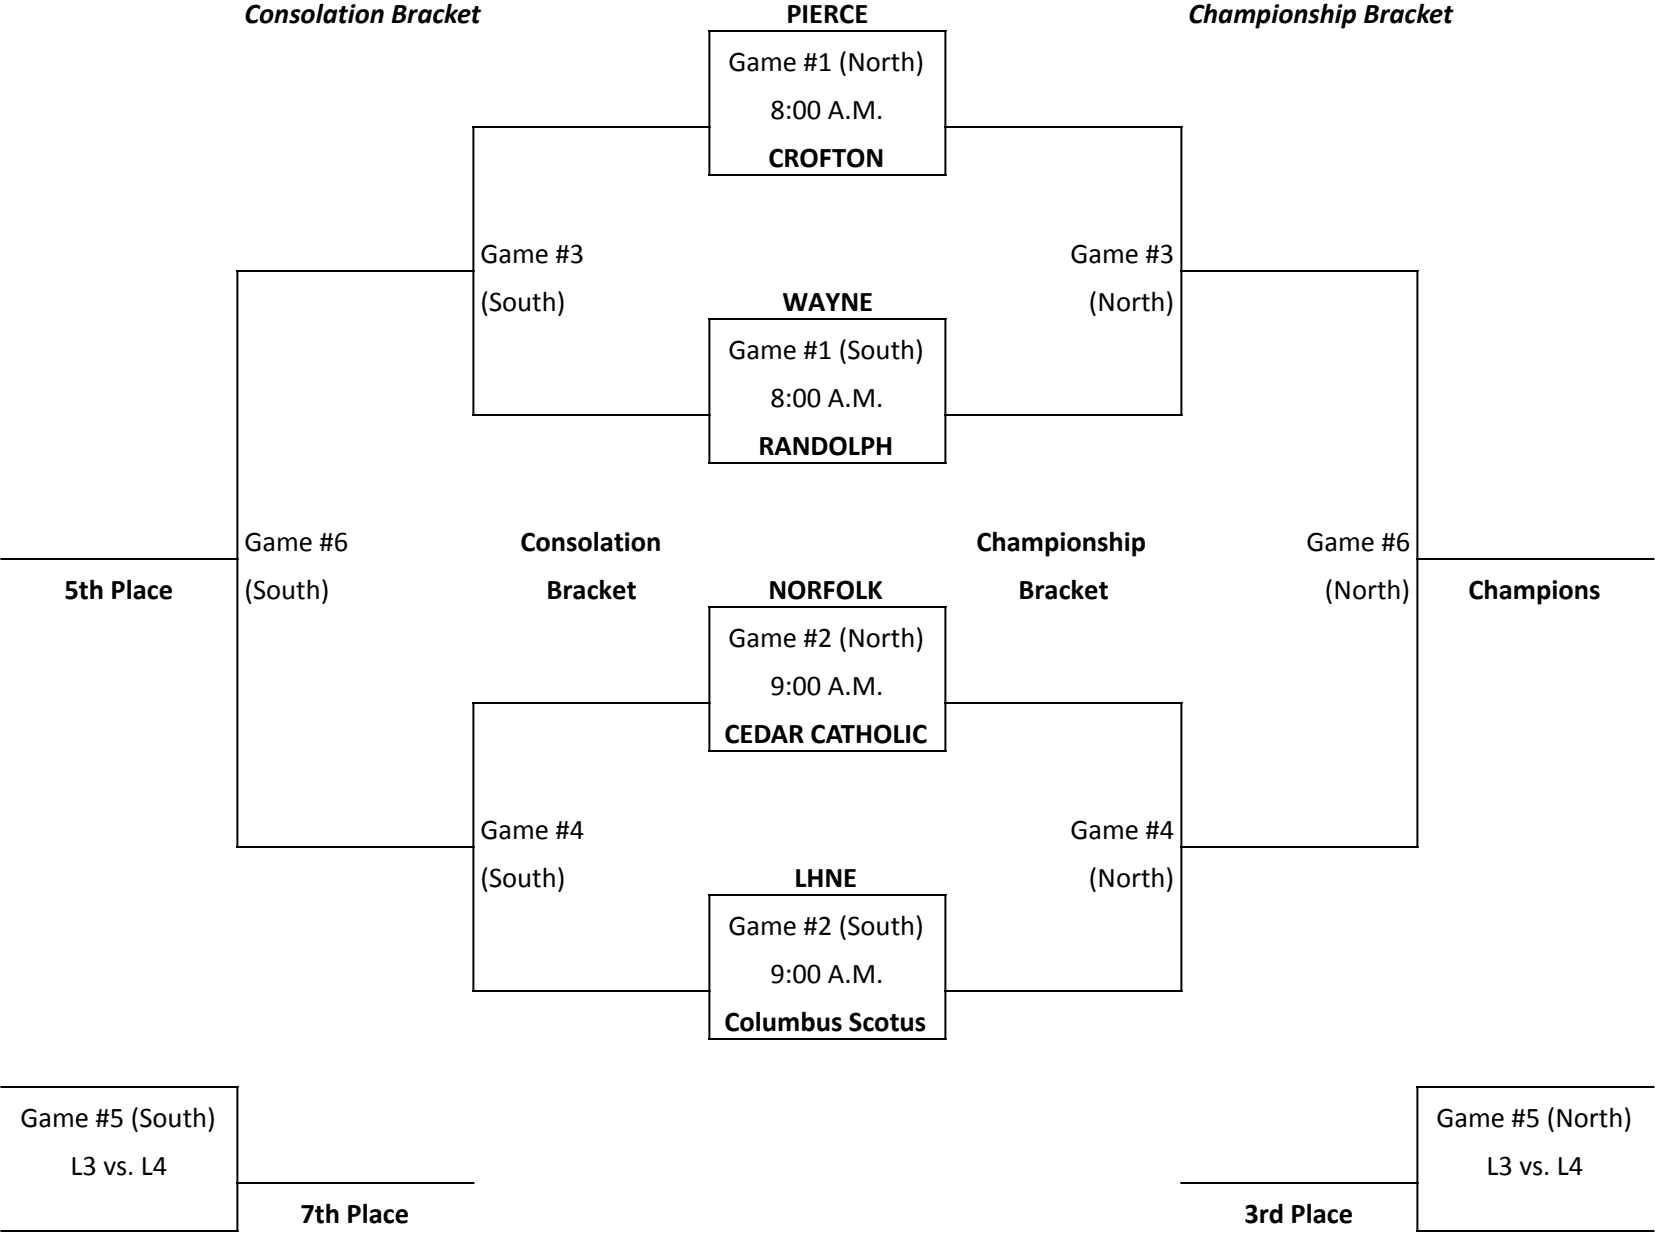 Consolation Bracket
PIERCE
Championship Bracket
Game #1 (North)
8:00 A.M.
CROFTON
Game #3
(South)
Game #3
(North)
WAYNE
Game #1 (South)
8:00 A.M.
RANDOLPH
Game #6
(South)
5th Place
Consolation
Bracket
Championship
Bracket
Game #6
(North)
Champions
NORFOLK
Game #2 (North)
9:00 A.M.
CEDAR CATHOLIC
Game #4
(South)
Game #4
(North)
LHNE
Game #2 (South)
9:00 A.M.
Columbus Scotus
Game #5 (South)
L3 vs. L4
7th Place
Game #5 (North)
L3 vs. L4
3rd Place